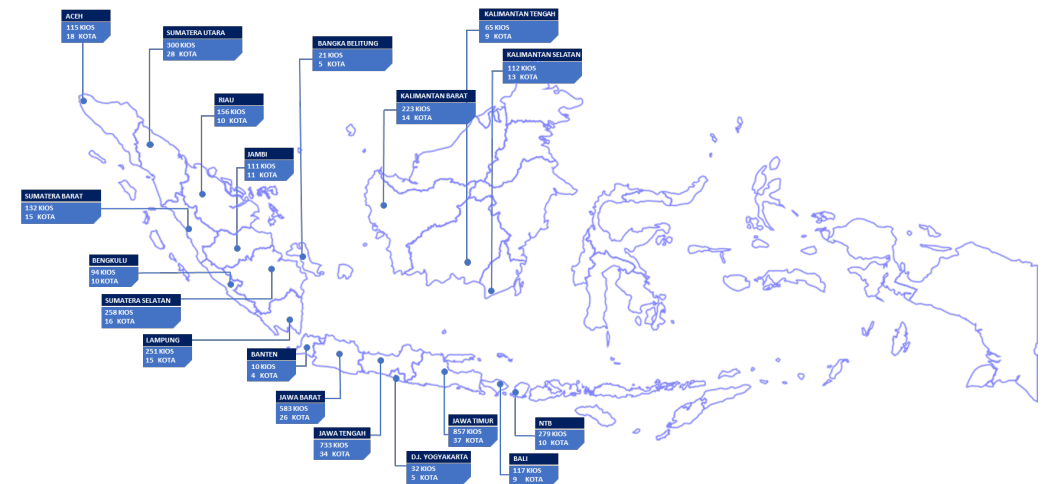 ACEH
115 KIOS
18 KOTA
SUMATERA UTARA
300 KIOS
28 KOTA
BANGKA BELITUNG
21 KIOS
5 KOTA
KALIMANTAN TENGAH
65 KIOS
9 KOTA
KALIMANTAN SELATAN
112 KIOS
13 KOTA
RIAU
156 KIOS
10 KOTA
KALIMANTAN BARAT
223 KIOS
14 KOTA
JAMBI
111 KIOS
11 KOTA
SUMATERA BARAT
132 KIOS
15 KOTA
BENGKULU
94 KIOS
10 KOTA
SUMATERA SELATAN
258 KIOS
16 KOTA
LAMPUNG
251 KIOS
15 KOTA
BANTEN
10 KIOS
4 KOTA
JAWA BARAT
583 KIOS
26 KOTA
JAWA TENGAH
733 KIOS
34 KOTA
D.I. YOGYAKARTA
32 KIOS
5 KOTA
JAWA TIMUR
857 KIOS
37 KOTA
NTB
279 KIOS
10 KOTA
BALI
117 KIOS
9 KOTA